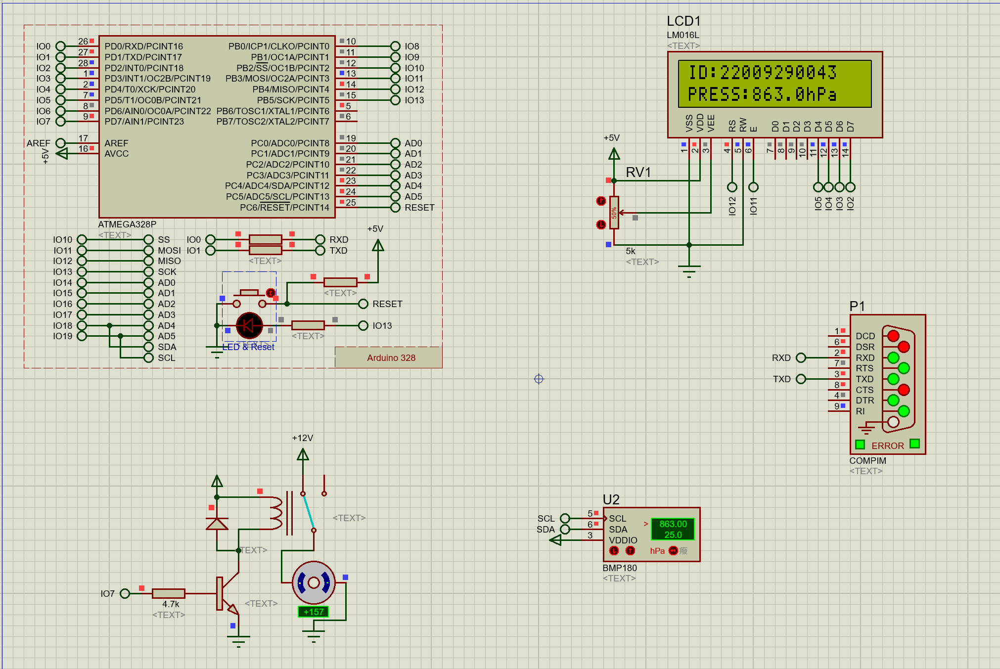 IO0
IO1
IO2
IO3
IO4
IO5
IO6
IO7
AREF
+5V
26
27
28
1
2
7
8
9
17
16
PD0/RXD/PCINT16
PD1/TXD/PCINT17
PD2/INT0/PCINT18
PD3/INT1/OC2B/PCINT19
PD4/T0/XCK/PCINT20
PD5/T1/OC0B/PCINT21
PD6/AIN0/OC0A/PCINT22
PD7/AIN1/PCINT23
AREF
AVCC
PB0/ICP1/CLKO/PCINT0
PB1/OC1A/PCINT1
PB2/SS/OC1B/PCINT2
PB3/MOSI/OC2A/PCINT3
PB4/MISO/PCINT4
PB5/SCK/PCINT5
PB6/TOSC1/XTAL1/PCINT6
PB7/TOSC2/XTAL2/PCINT7
PC0/ADC0/PCINT8
PC1/ADC1/PCINT9
PC2/ADC2/PCINT10
PC3/ADC3/PCINT11
PC4/ADC4/SDA/PCINT12
PC5/ADC5/SCL/PCINT13
PC6/RESET/PCINT14
10
11
12
13
14
15
5
6
19
20
21
22
23
24
25
IO8
IO9
IO10
IO11
IO12
IO13
AD0
AD1
AD2
AD3
AD4
AD5
RESET
ATMEGA328P
<TEXT>
IO10
IO11
IO12
IO13
IO14
IO15
IO16
IO17
IO18
IO19
SS
MOSI
MISO
SCK
AD0
AD1
AD2
AD3
AD4
AD5
SDA
SCL
IO0
IO1
RXD
TXD
<TEXT>
+5V
<TEXT>
RESET
IO13
<TEXT>
<TEXT>
LED & Reset
Arduino 328
LCD1
LM016L
<TEXT>
ID:22009290043
PRESS:863.0hPa
VSS
VDD
VEE
RS
RW
E
D0
D1
D2
D3
D4
D5
D6
D7
1
2
3
4
5
6
7
8
9
10
11
12
13
14
IO12
IO11
IO5
IO4
IO3
IO2
+5V
RV1
50%
5k
<TEXT>
P1
RXD
TXD
1
6
2
7
3
8
4
9
DCD
DSR
RXD
RTS
TXD
CTS
DTR
RI
ERROR
COMPIM
<TEXT>
+12V
<TEXT>
TEXT>
IO7
4.7k
<TEXT>
<TEXT>
+157
U2
SCL
SDA
5
6
3
SCL
SDA
VDDIO
>
863.00
25.0
hPa
癈
BMP180
<TEXT>